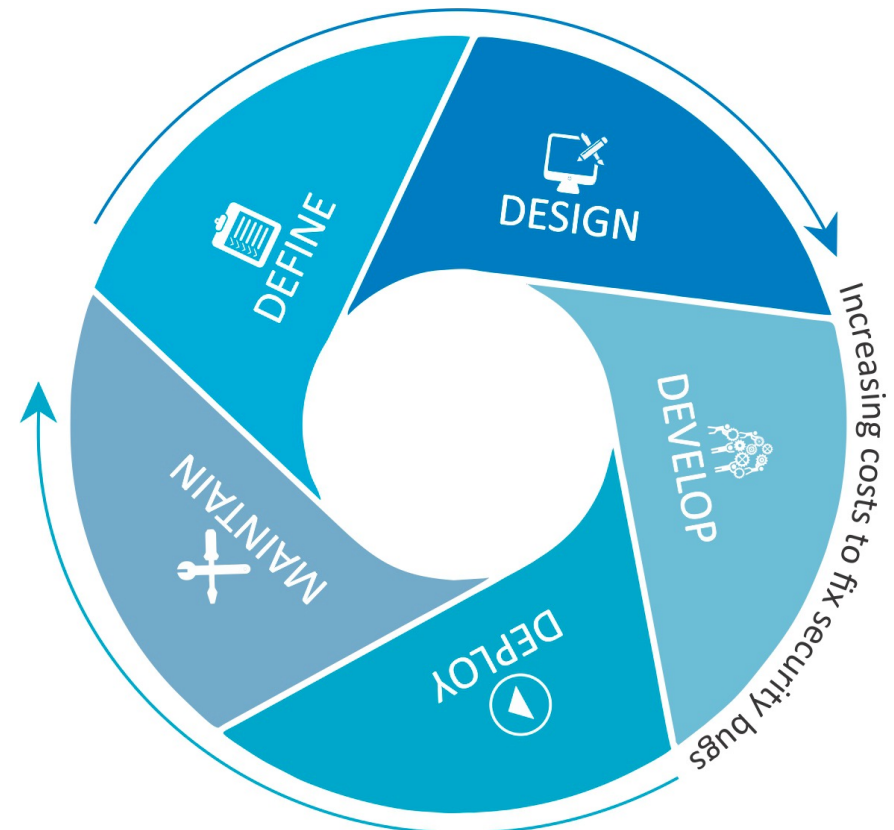 DEFINE
DESIGN
DEVELOP
DEPLOY
MAINTAIN
Increasing costs to fix security bugs